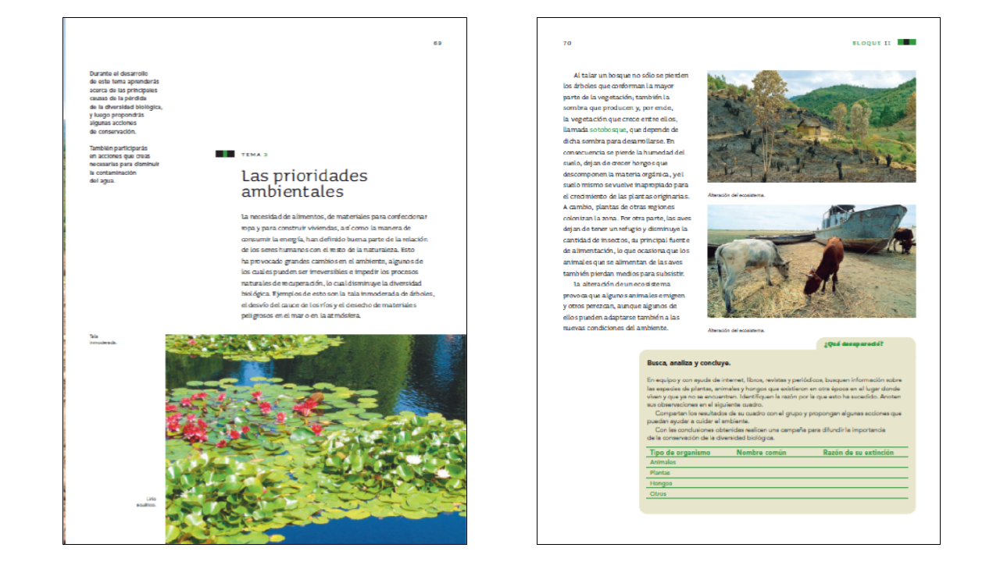 69
Durante el desarrollo
de este tema aprenderás
acerca de las principales
causas de la pérdida
de la diversidad biológica,
y luego propondrás
algunas acciones
de conservación.
También participarás
en acciones que creas
necesarias para disminuir
la contaminación
del agua.
TEMA 3
Las prioridades
ambientales
La necesidad de alimentos, de materiales para confeccionar
ropa y para construir viviendas, así como la manera de
consumir la energía, han definido buena parte de la relación
de los seres humanos con el resto de la naturaleza. Esto
ha provocado grandes cambios en el ambiente, algunos de
los cuales pueden ser irreversibles e impedir los procesos
naturales de recuperación, lo cual disminuye la diversidad
biológica. Ejemplos de esto son la tala inmoderada de árboles,
el desvío del cauce de los ríos y el desecho de materiales
peligrosos en el mar o en la atmósfera.
Tala
inmoderada.
Lirio
acuático.
70
BLOQUE II
Al talar un bosque no sólo se pierden
los árboles que conforman la mayor
parte de la vegetación; también la
sombra que producen y, por ende,
la vegetación que crece entre ellos,
llamada sotobosque, que depende de
dicha sombra para desarrollarse. En
consecuencia se pierde la humedad del
suelo, dejan de crecer hongos que
descomponen la materia orgánica, y el
suelo mismo se vuelve inapropiado para
el crecimiento de las plantas originarias.
A cambio, plantas de otras regiones
colonizan la zona. Por otra parte, las aves
dejan de tener un refugio y disminuye la
cantidad de insectos, su principal fuente
de alimentación, lo que ocasiona que los
animales que se alimentan de las aves
también pierdan medios para subsistir.
La alteración de un ecosistema
provoca que algunos animales emigren
y otros perezcan, aunque algunos de
ellos pueden adaptarse también a las
nuevas condiciones del ambiente.
Alteración del ecosistema.
Alteración del ecosistema.
¿Qué desapareció?
Busca, analiza y concluye.
En equipo y con ayuda de internet, libros, revistas y periódicos, busquen información sobre
las especies de plantas, animales y hongos que existieron en otra época en el lugar donde
viven y que ya no se encuentran. Identifiquen la razón por la que esto ha sucedido. Anoten
sus observaciones en el siguiente cuadro.
Compartan los resultados de su cuadro con el grupo y propongan algunas acciones que
puedan ayudar a cuidar el ambiente.
Con las conclusiones obtenidas realicen una campaña para difundir la importancia
de la conservación de la diversidad biológica.
Tipo de organismo Nombre común Razón de su extinción
Animales
Plantas
Hongos
Otros